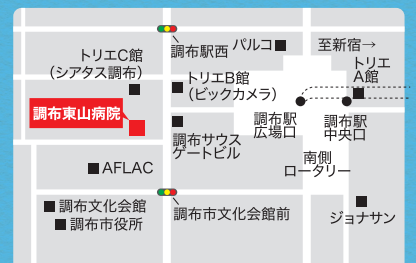 調布駅西
パルコ
至新宿→
トリエC館
(シアタス調布)
トリエB館
(ビックカメラ)
トリエ
A館
調布東山病院
調布サウス
ゲートビル
調布駅
広場口
調布駅
中央口
南側
ロータリー
AFLAC
調布文化会館
調布市役所
調布市文化会館前
ジョナサン